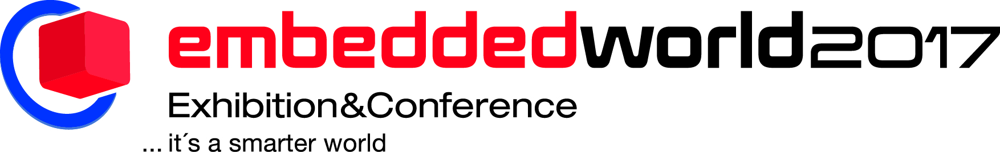 embeddedworld2017
Exhibition&Conference
... it´s a smarter world